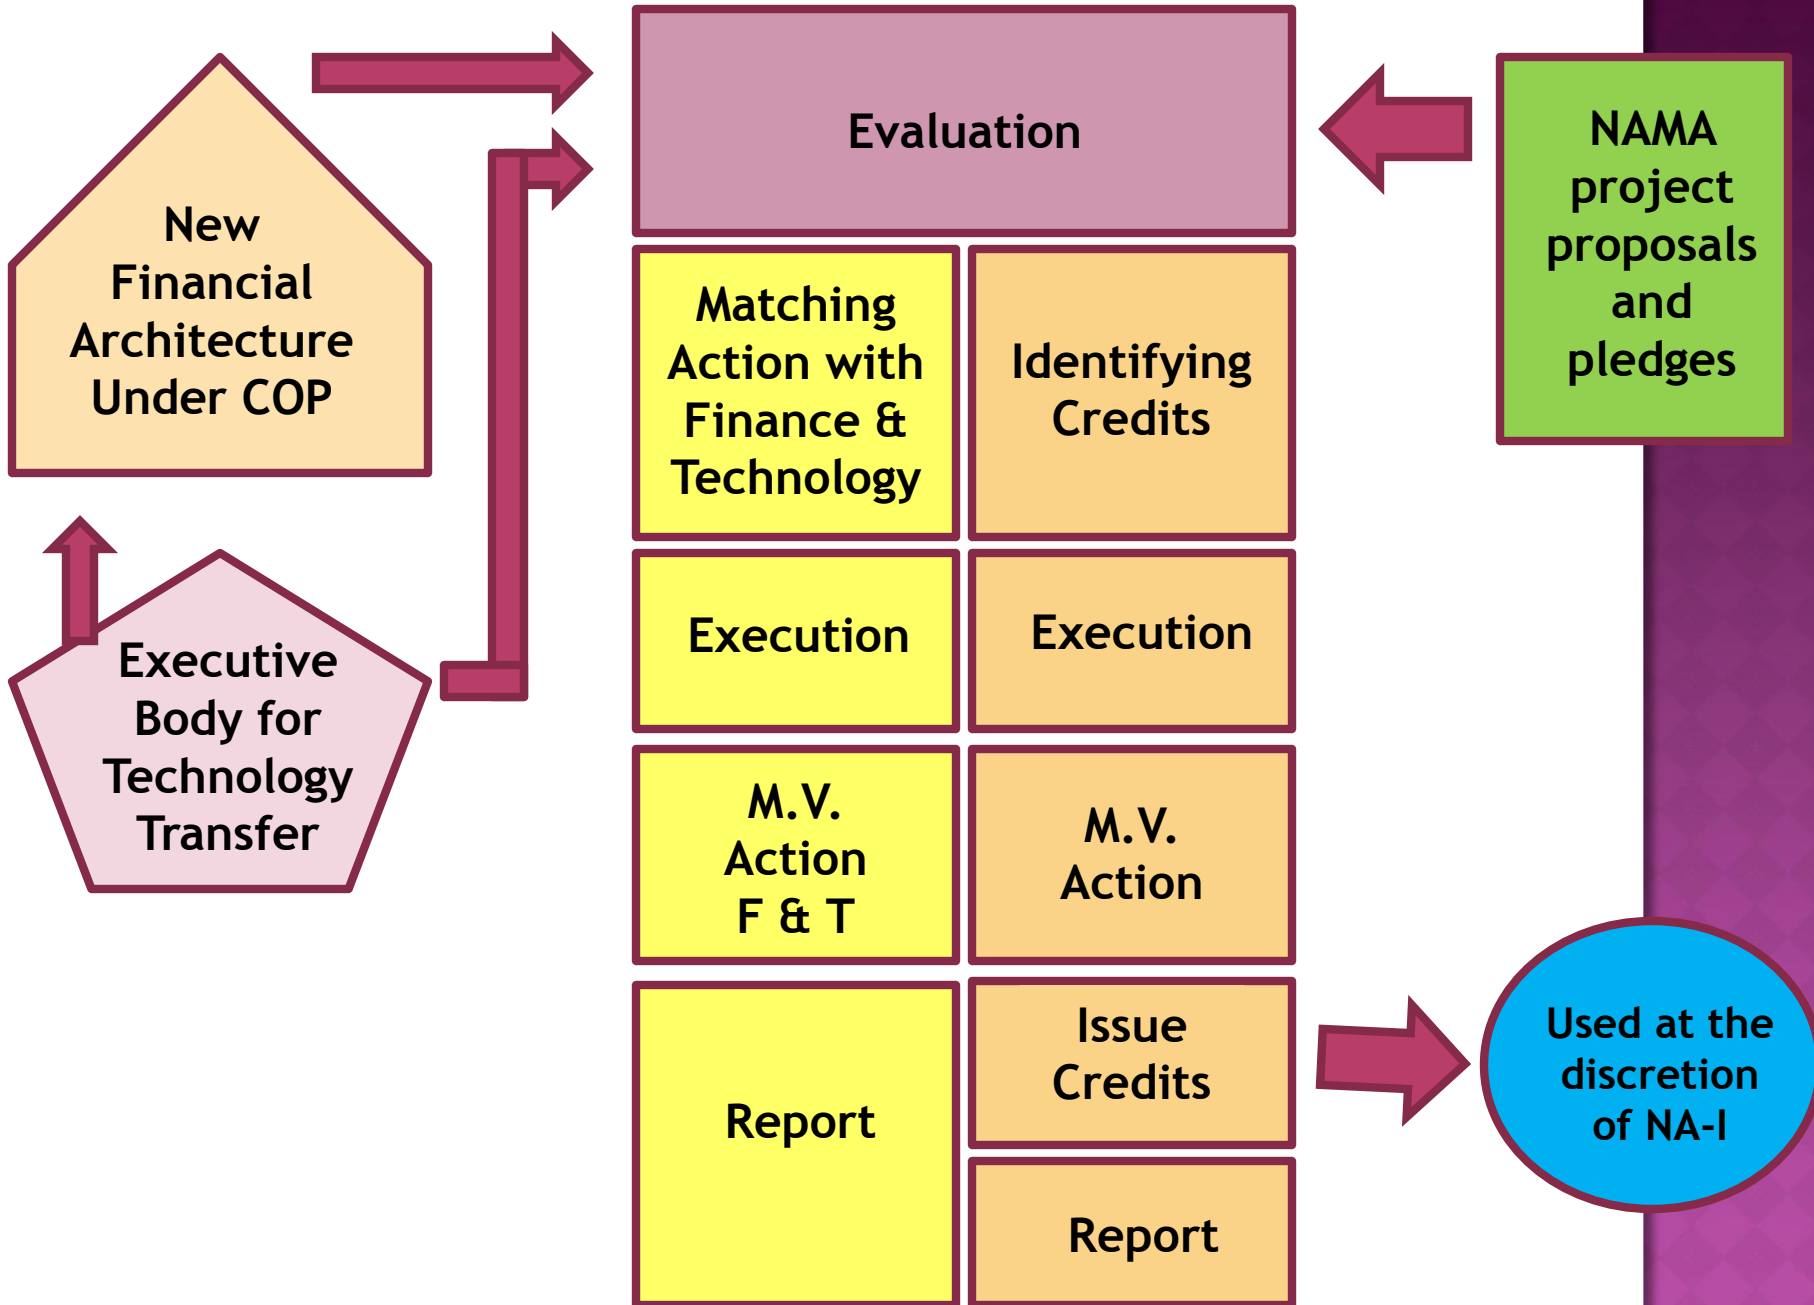 Evaluation
NAMA
project
proposals
and
pledges
New
Financial
Architecture
Under COP
Matching
Action with
Finance &
Technology
Identifying
Credits
Executive
Body for
Technology
Transfer
Execution
Execution
M.V.
Action
F & T
M.V.
Action
Report
Issue
Credits
Used at the
discretion
of NA-I
Report